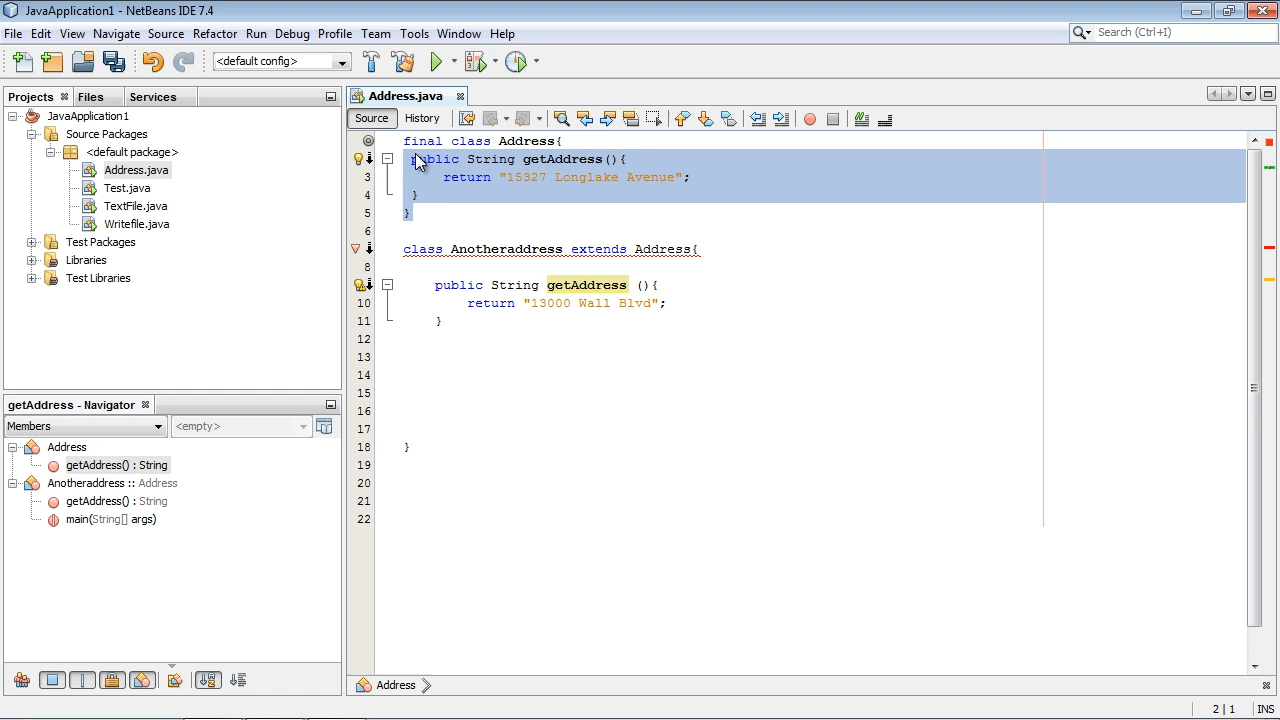 JavaApplication1 - NetBeans IDE 7.4
File Edit View Navigate Source Refactor Run Debug Profile Team Tools Window Help
Search (Ctrl+I)
<default config>
Projects Files Services
Address.java
Source History
JavaApplication1
Source Packages
<default package>
Address.java
Test.java
TextFile.java
Writefile.java
Test Packages
Libraries
Test Libraries
getAddress - Navigator
Members <empty>
Address
getAddress() : String
Anotheraddress :: Address
getAddress() : String
main(String[] args)
final class Address{
public String getAddress(){
3 return "15327 Longlake Avenue";
4 }
5 }
6
class Anotheraddress extends Address{
8
public String getAddress (){
10 return "13000 Wall Blvd";
11 }
12
13
14
15
16
17
18 }
19
20
21
22
Address
2|1 INS